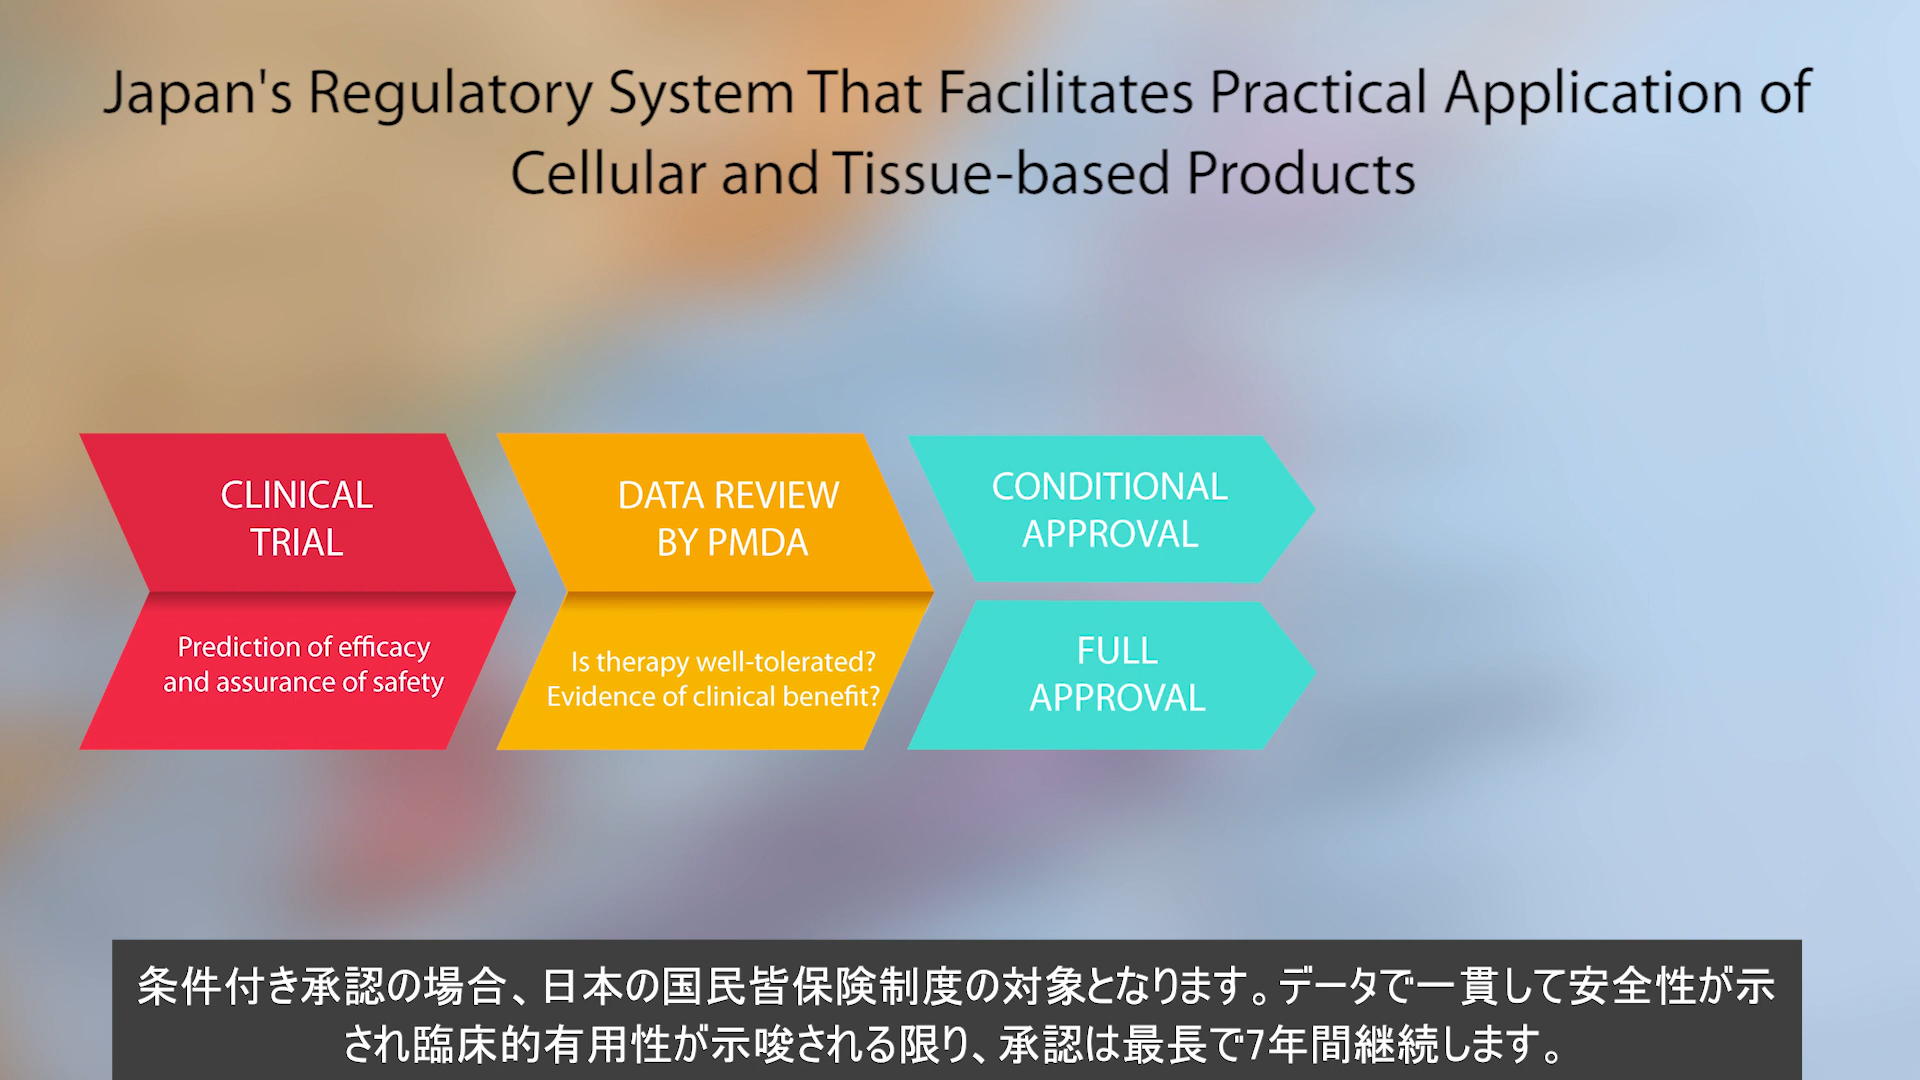 Japan's Regulatory System That Facilitates Practical Application of
Cellular and Tissue-based Products
CLINICAL
TRIAL
Prediction of efficacy
and assurance of safety
DATA REVIEW
BY PMDA
Is therapy well-tolerated?
Evidence of clinical benefit?
CONDITIONAL
APPROVAL
FULL
APPROVAL
条件付き承認の場合、日本の国民皆保険制度の対象となります。データで一貫して安全性が示
され臨床的有用性が示唆される限り、承認は最長で7年間継続します。